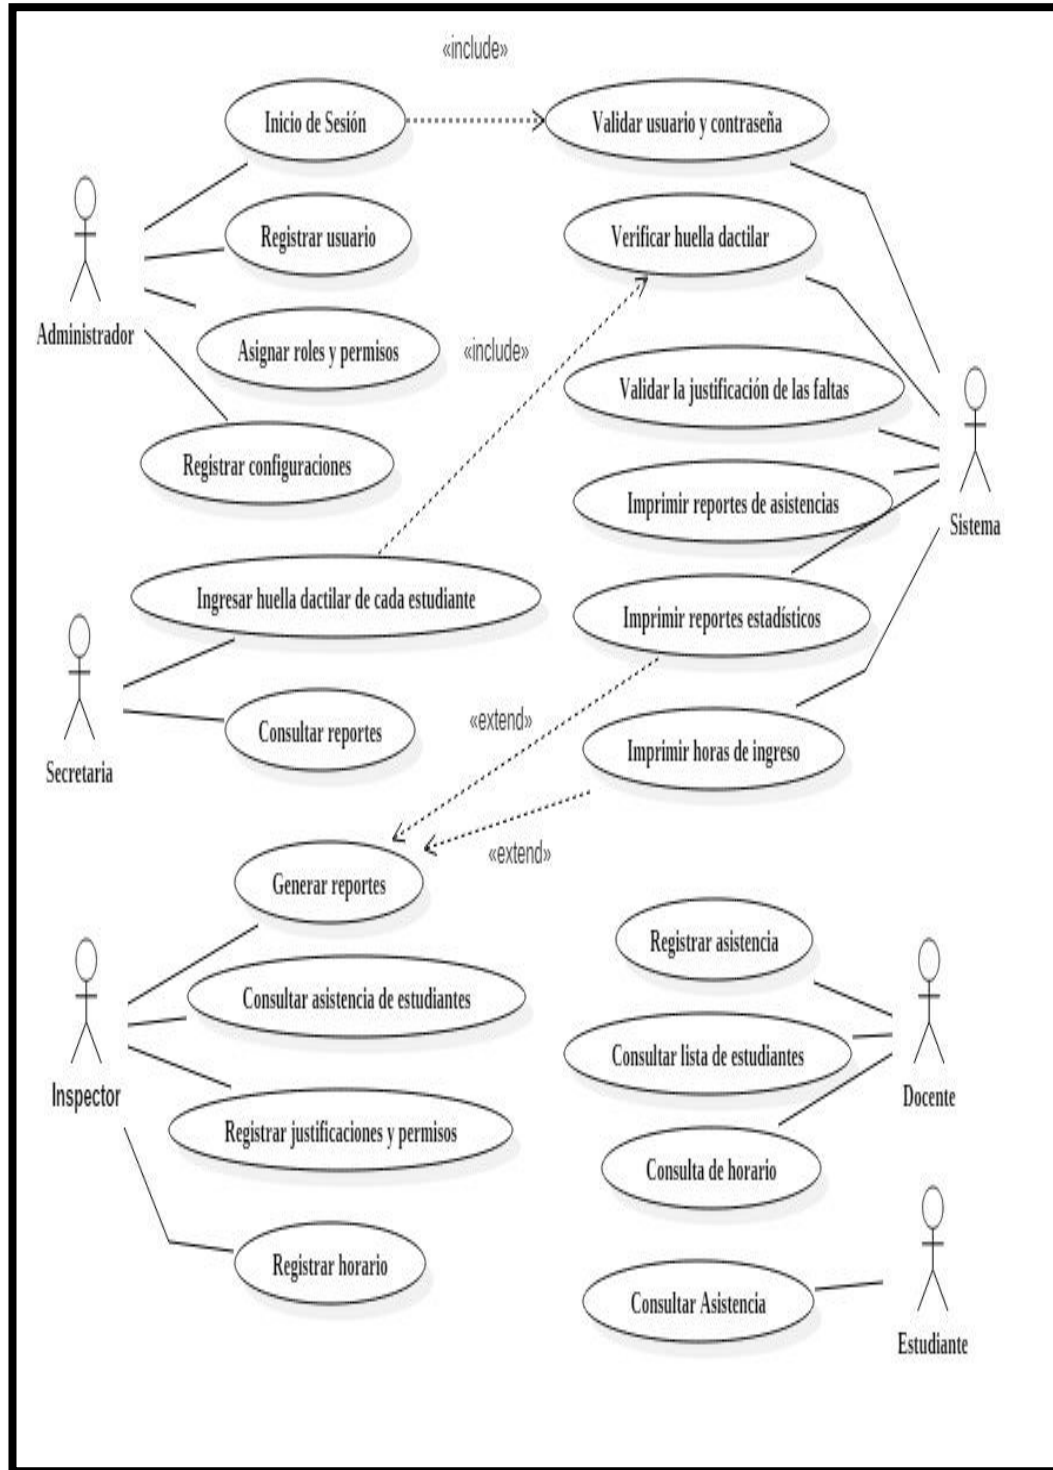 «include»
Inicio de Sesión
Validar usuario y contraseña
Registrar usuario
Verificar huella dactilar
Administrador
Asignar roles y permisos
«include»
Validar la justificación de las faltas
Registrar configuraciones
Imprimir reportes de asistencias
Sistema
Ingresar huella dactilar de cada estudiante
Imprimir reportes estadísticos
Secretaria
Consultar reportes
«extend»
Imprimir horas de ingreso
«extend»
Generar reportes
Registrar asistencia
Consultar asistencia de estudiantes
Consultar lista de estudiantes
Inspector
Docente
Registrar justificaciones y permisos
Consulta de horario
Registrar horario
Consultar Asistencia
Estudiante